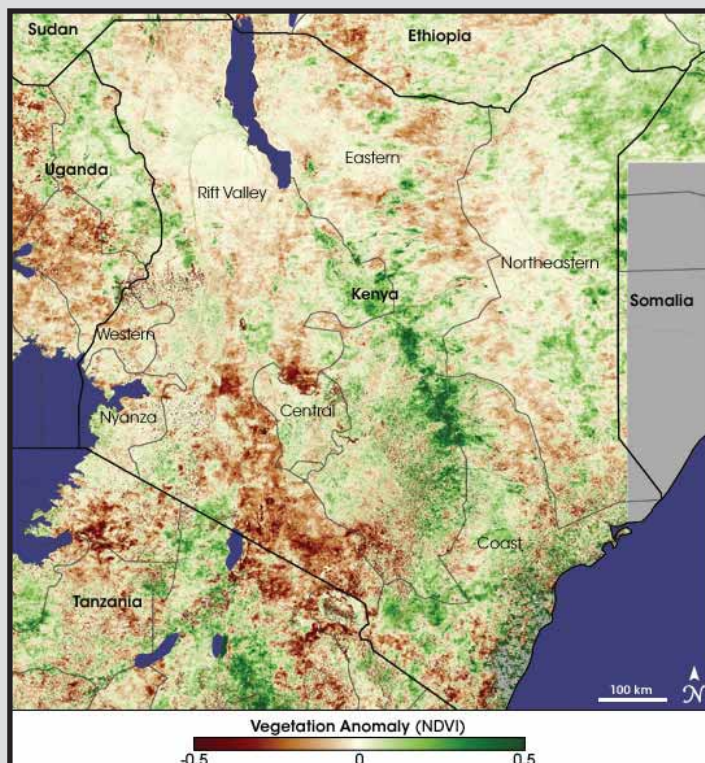 Sudan
Ethiopia
Uganda
Eastern
Rift Valley
Northeastern
Kenya
Somalia
Western
Nyanza
Central
Coast
Tanzania
100 km
N
Vegetation Anomaly (NDVI)
-0.5 0 0.5